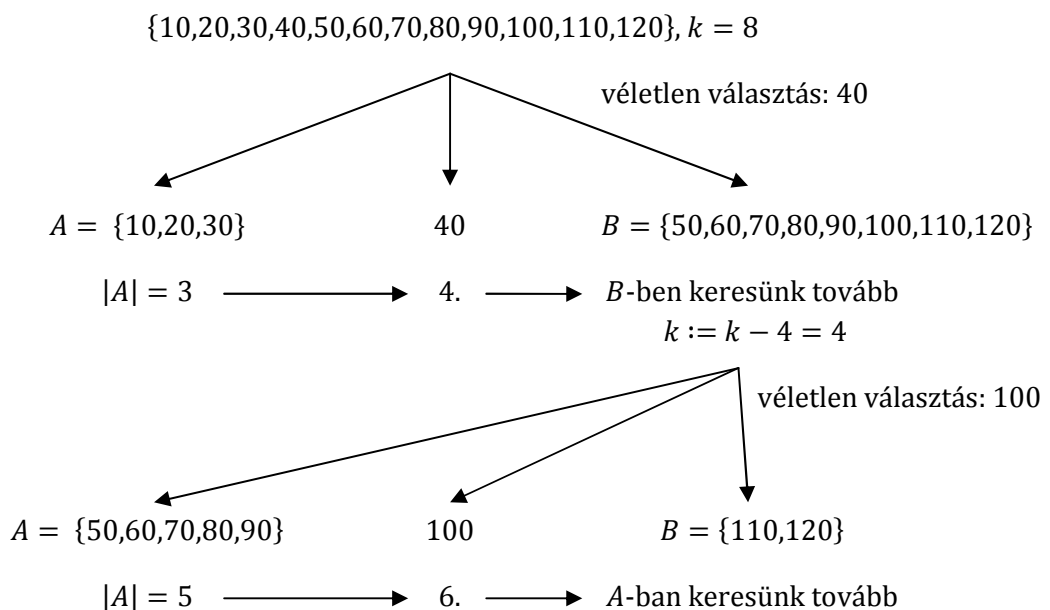 {10,20,30,40,50,60,70,80,90,100,110,120}, k = 8
véletlen választás: 40
A = {10,20,30} 40 B = {50,60,70,80,90,100,110,120}
|A| = 3 4. B-ben keresünk tovább
k := k − 4 = 4
véletlen választás: 100
A = {50,60,70,80,90} 100 B = {110,120}
|A| = 5 6. A-ban keresünk tovább